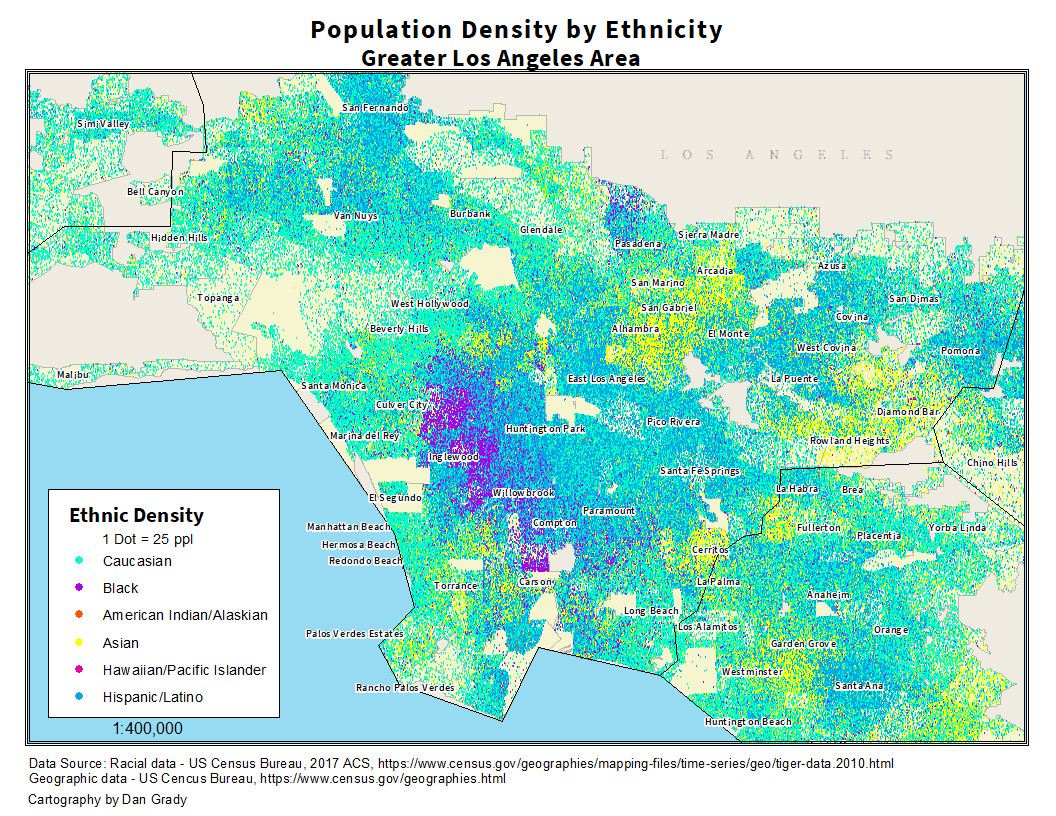 Population Density by Ethnicity
Greater Los Angeles Area
San Fernando
Simi Valley
LOS ANGELES
Bell Canyon
Van Nuys
Burbank
Glendale
Hidden Hills
Pasadena
Sierra Madre
Arcadia
Azusa
San Marino
Topanga
West Hollywood
San Gabriel
San Dimas
Covina
Beverly Hills
Alhambra
El Monte
West Covina
Pomona
Malibu
Santa Monica
East Los Angeles
La Puente
Culver City
Diamond Bar
Marina del Rey
Huntington Park
Pico Rivera
Rowland Heights
Inglewood
Santa Fe Springs
Chino Hills
El Segundo
Willowbrook
La Habra
Brea
Paramount
Manhattan Beach
Compton
Fullerton
Yorba Linda
Placentia
Hermosa Beach
Cerritos
Redondo Beach
Torrance
Carson
La Palma
Anaheim
Long Beach
Los Alamitos
Orange
Palos Verdes Estates
Garden Grove
Westminster
Rancho Palos Verdes
Santa Ana
Huntington Beach
Ethnic Density
1 Dot = 25 ppl
Caucasian
Black
American Indian/Alaskian
Asian
Hawaiian/Pacific Islander
Hispanic/Latino
1:400,000
Data Source: Racial data - US Census Bureau, 2017 ACS, https://www.census.gov/geographies/mapping-files/time-series/geo/tiger-data.2010.html
Geographic data - US Cencus Bureau, https://www.census.gov/geographies.html
Cartography by Dan Grady